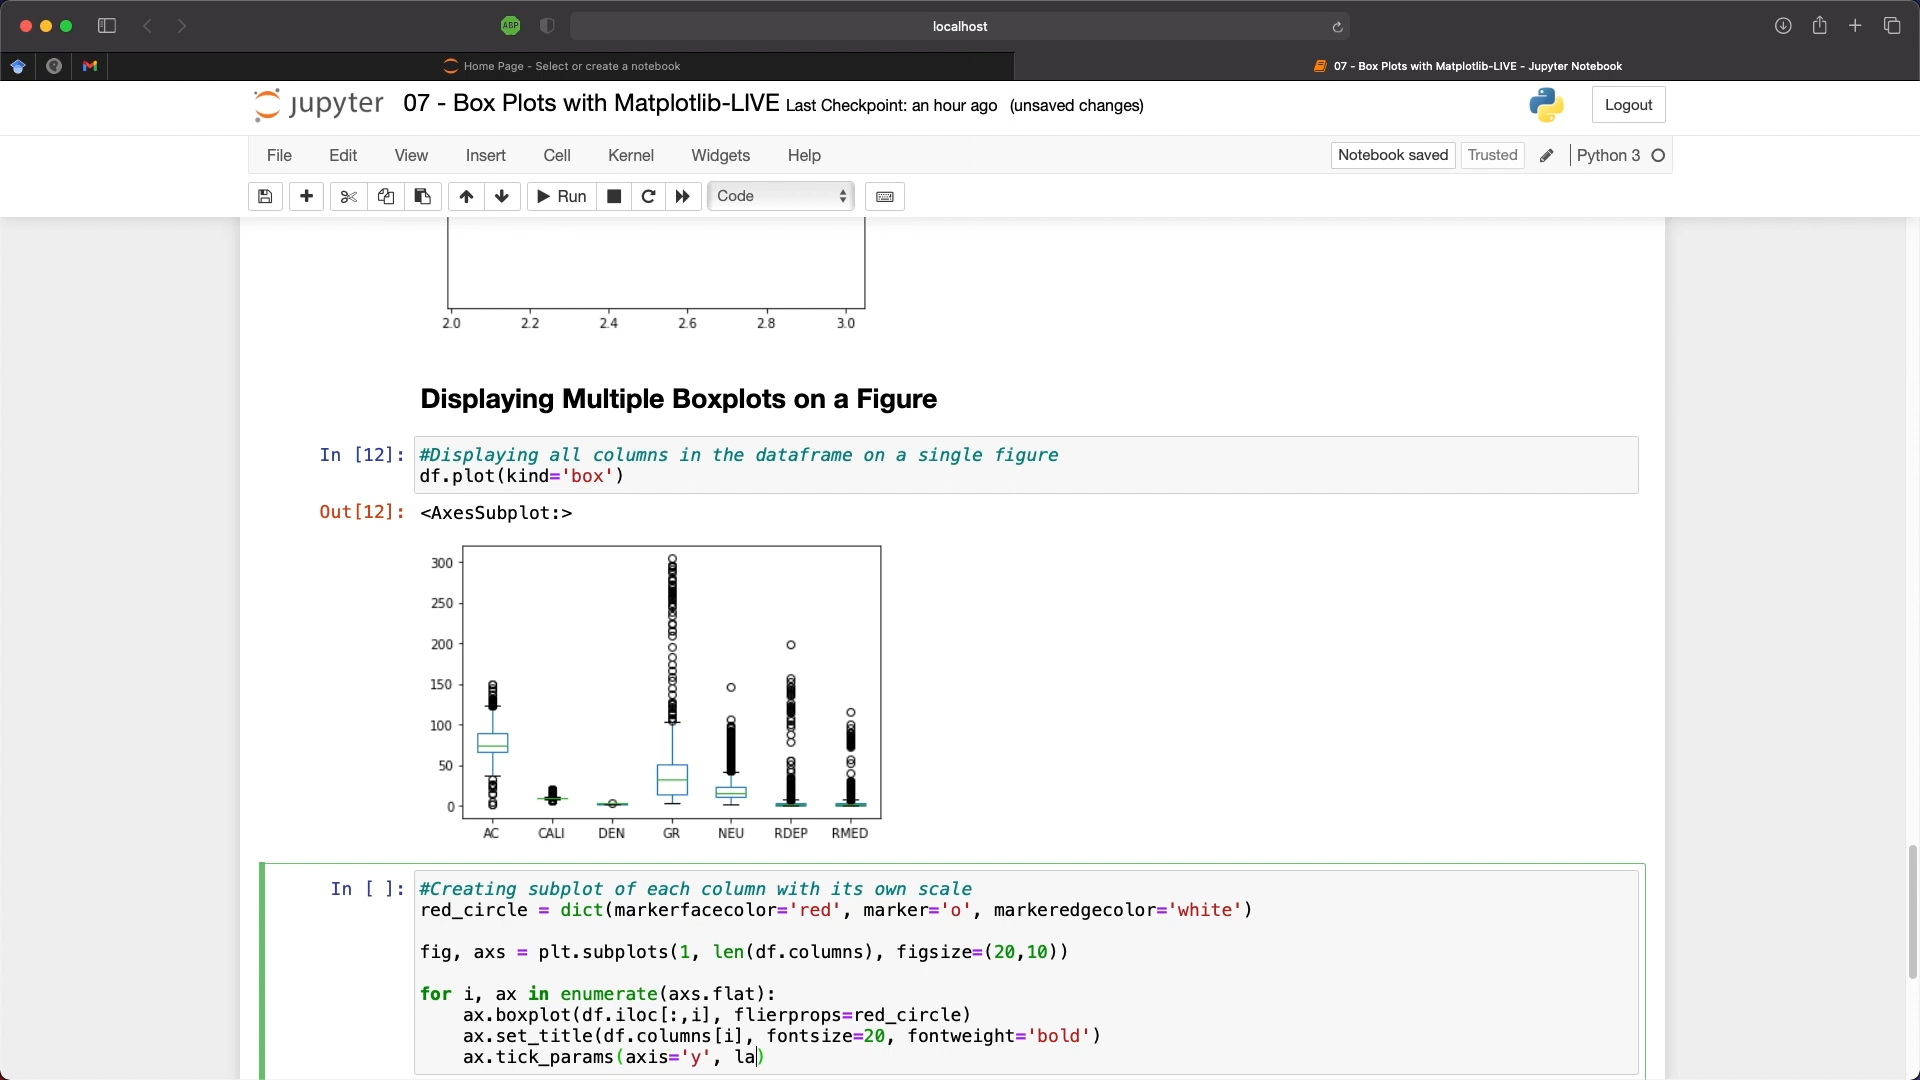 ABP
localhost
Home Page - Select or create a notebook
07 - Box Plots with Matplotlib-LIVE - Jupyter Notebook
jupyter 07 - Box Plots with Matplotlib-LIVE Last Checkpoint: an hour ago (unsaved changes)
Logout
File Edit View Insert Cell Kernel Widgets Help
Notebook saved Trusted Python 3
Run Code
2.0 2.2 2.4 2.6 2.8 3.0
Displaying Multiple Boxplots on a Figure
In [12]: #Displaying all columns in the dataframe on a single figure
df.plot(kind='box')
Out[12]: <AxesSubplot:>
300
250
200
150
100
50
0
AC CALI DEN GR NEU RDEP RMED
In [ ]: #Creating subplot of each column with its own scale
red_circle = dict(markerfacecolor='red', marker='o', markeredgecolor='white')
fig, axs = plt.subplots(1, len(df.columns), figsize=(20,10))
for i, ax in enumerate(axs.flat):
    ax.boxplot(df.iloc[:,i], flierprops=red_circle)
    ax.set_title(df.columns[i], fontsize=20, fontweight='bold')
    ax.tick_params(axis='y', la)